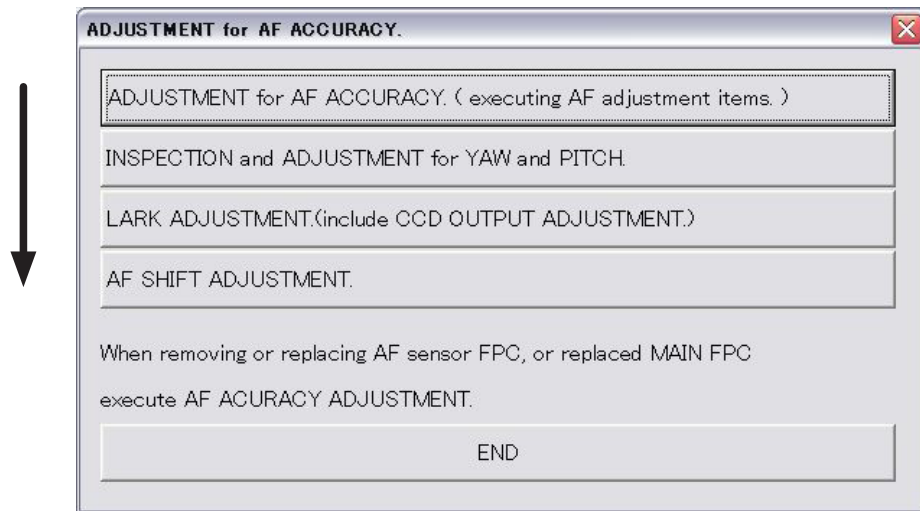 ADJUSTMENT for AF ACCURACY.
ADJUSTMENT for AF ACCURACY. ( executing AF adjustment items. )
INSPECTION and ADJUSTMENT for YAW and PITCH.
LARK ADJUSTMENT.(include CCD OUTPUT ADJUSTMENT.)
AF SHIFT ADJUSTMENT.
When removing or replacing AF sensor FPC, or replaced MAIN FPC
execute AF ACURACY ADJUSTMENT.
END